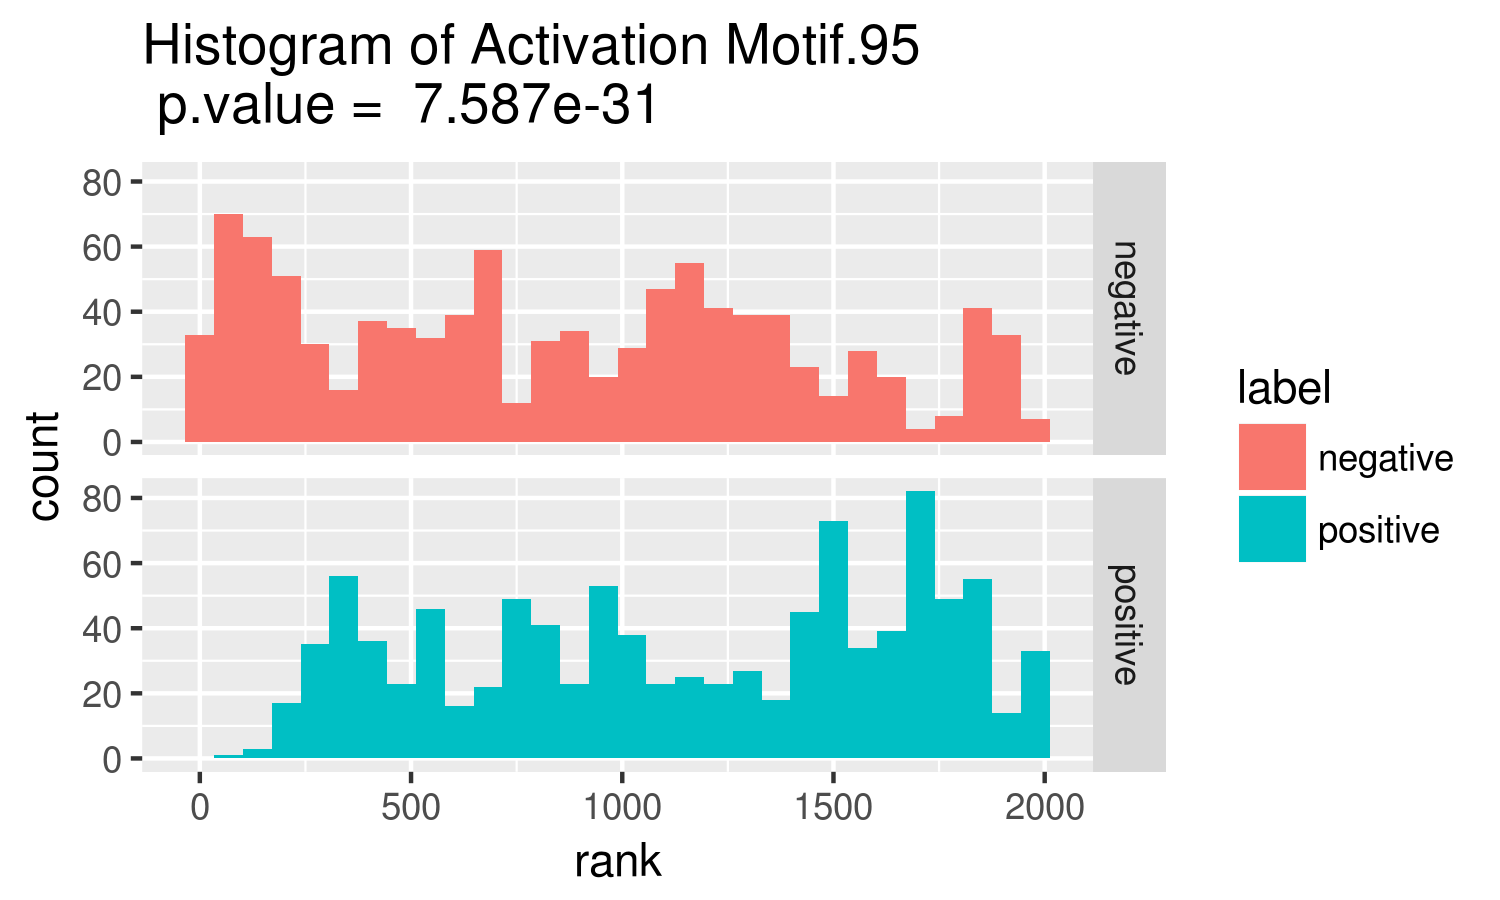 Histogram of Activation Motif.95
p.value = 7.587e-31
80
60
40
20
0
negative
80
60
40
20
0
positive
count
0 500 1000 1500 2000
rank
label
negative
positive